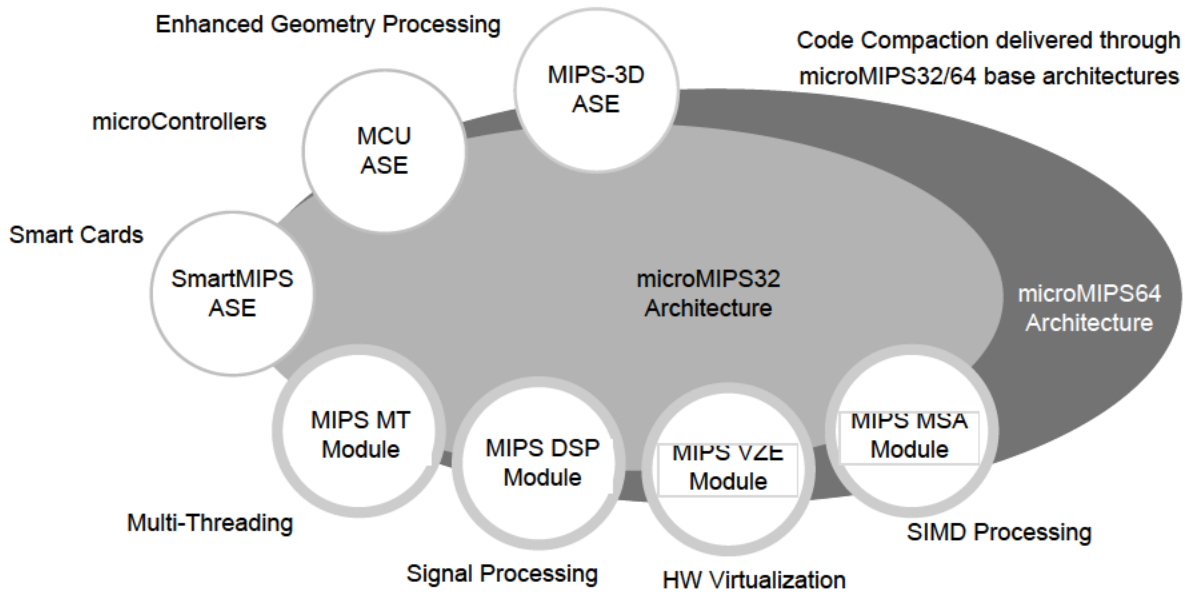 Enhanced Geometry Processing
Code Compaction delivered through
microMIPS32/64 base architectures
MIPS-3D
ASE
microControllers
MCU
ASE
Smart Cards
SmartMIPS
ASE
microMIPS32
Architecture
microMIPS64
Architecture
MIPS MT
Module
MIPS DSP
Module
MIPS VZE
Module
MIPS MSA
Module
Multi-Threading
Signal Processing
HW Virtualization
SIMD Processing